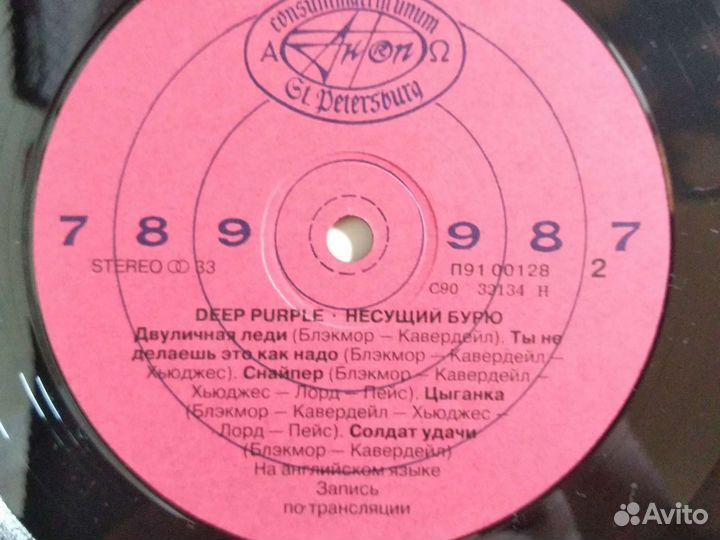 consummatum unum
А АнТроп Ω
St. Petersburg
7 8 9 9 8 7
STEREO 33 П91 00128 2
С90 32134 Н
DEEP PURPLE · НЕСУЩИЙ БУРЮ
Двуличная леди (Блэкмор – Кавердейл). Ты не
делаешь это как надо (Блэкмор – Кавердейл –
Хьюджес). Снайпер (Блэкмор – Кавердейл –
Хьюджес – Лорд – Пейс). Цыганка
(Блэкмор – Кавердейл – Хьюджес –
Лорд – Пейс). Солдат удачи
(Блэкмор – Кавердейл)
На английском языке
Запись
по трансляции
Avito